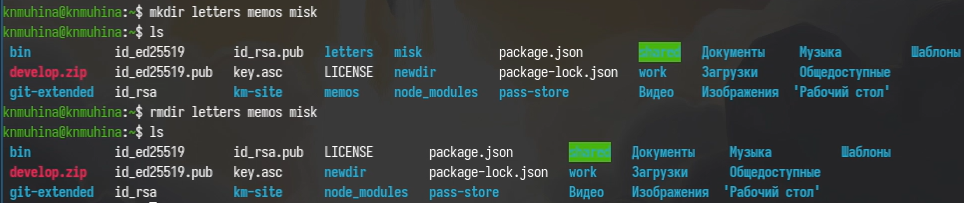 knmuhina@knmuhina:~$ mkdir letters memos misk
knmuhina@knmuhina:~$ ls
bin id_ed25519 id_rsa.pub letters misk package.json shared Документы Музыка Шаблоны
develop.zip id_ed25519.pub key.asc LICENSE newdir package-lock.json work Загрузки Общедоступные
git-extended id_rsa km-site memos node_modules pass-store Видео Изображения 'Рабочий стол'
knmuhina@knmuhina:~$ rmdir letters memos misk
knmuhina@knmuhina:~$ ls
bin id_ed25519 id_rsa.pub LICENSE package.json shared Документы Музыка Шаблоны
develop.zip id_ed25519.pub key.asc newdir package-lock.json work Загрузки Общедоступные
git-extended id_rsa km-site node_modules pass-store Видео Изображения 'Рабочий стол'